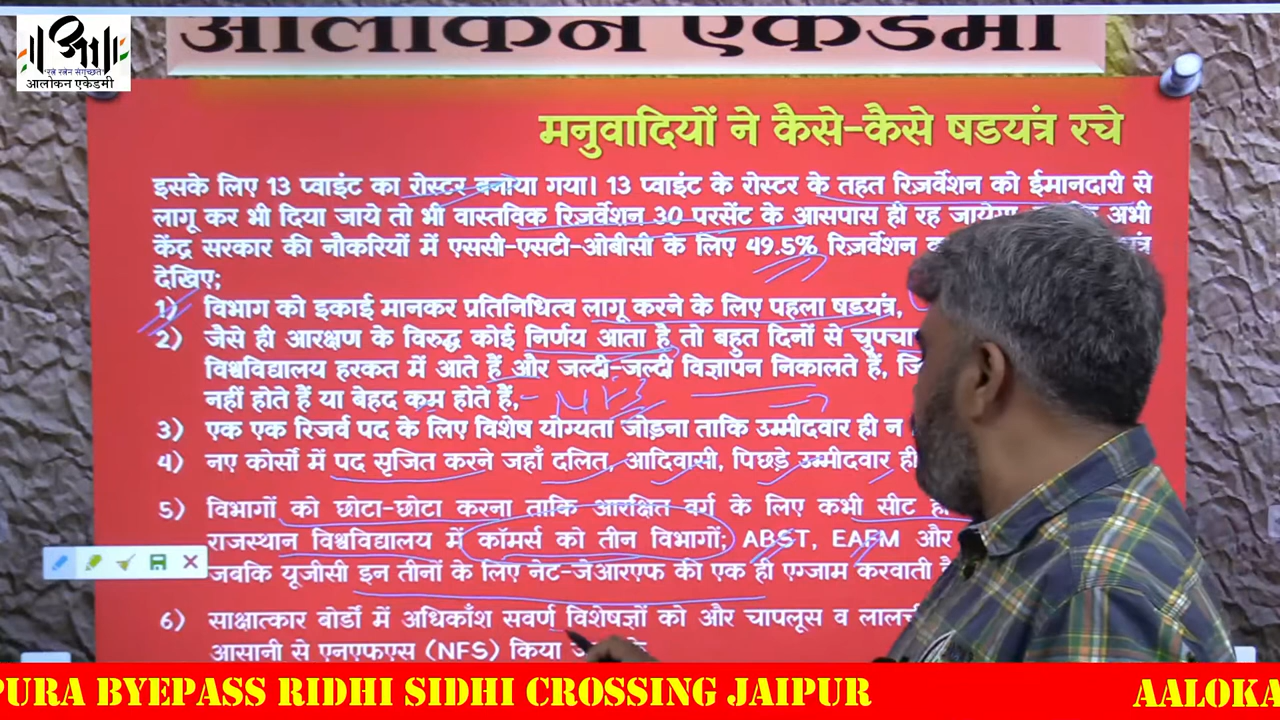 आलोकन एकेडमी
रत्नं रत्नेन संगच्छते
आलोकन एकेडमी
मनुवादियों ने कैसे-कैसे षडयंत्र रचे
इसके लिए 13 प्वाइंट का रोस्टर बनाया गया। 13 प्वाइंट के रोस्टर के तहत रिज़र्वेशन को ईमानदारी से
लागू कर भी दिया जाये तो भी वास्तविक रिज़र्वेशन 30 परसेंट के आसपास ही रह जायेगा अभी
केंद्र सरकार की नौकरियों में एससी-एसटी-ओबीसी के लिए 49.5% रिज़र्वेशन
देखिए;
1) विभाग को इकाई मानकर प्रतिनिधित्व लागू करने के लिए पहला षडयंत्र,
2) जैसे ही आरक्षण के विरुद्ध कोई निर्णय आता है तो बहुत दिनों से
विश्वविद्यालय हरकत में आते हैं और जल्दी-जल्दी विज्ञापन निकालते हैं,
नहीं होते हैं या बेहद कम होते हैं, - NFS
3) एक एक रिजर्व पद के लिए विशेष योग्यता जोड़ना ताकि उम्मीदवार ही न
4) नए कोर्सों में पद सृजित करने जहाँ दलित, आदिवासी, पिछड़े उम्मीदवार ही
5) विभागों को छोटा-छोटा करना ताकि आरक्षित वर्ग के लिए कभी सीट
राजस्थान विश्वविद्यालय में कॉमर्स को तीन विभागों; ABST, EAFM और
जबकि यूजीसी इन तीनों के लिए नेट-जेआरएफ की एक ही एग्जाम करवाती
6) साक्षात्कार बोर्डो में अधिकाँश सवर्ण विशेषज्ञों को और चापलूस व
आसानी से एनएफएस (NFS) किया
PURA BYEPASS RIDHI SIDHI CROSSING JAIPUR AALOKA